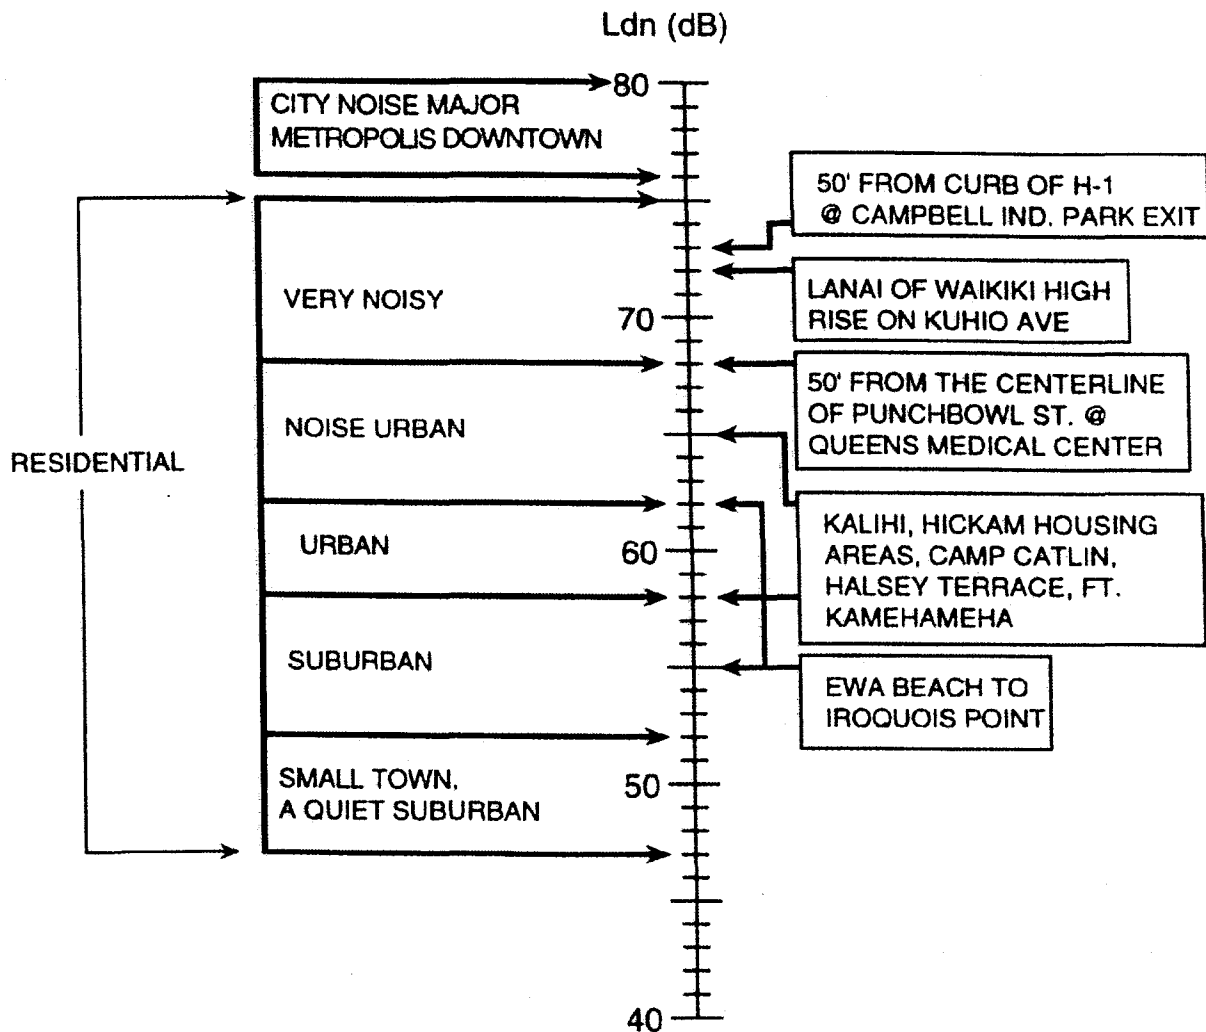 Ldn (dB)
80
CITY NOISE MAJOR
METROPOLIS DOWNTOWN
50' FROM CURB OF H-1
@ CAMPBELL IND. PARK EXIT
VERY NOISY
LANAI OF WAIKIKI HIGH
RISE ON KUHIO AVE
70
50' FROM THE CENTERLINE
OF PUNCHBOWL ST. @
QUEENS MEDICAL CENTER
NOISE URBAN
RESIDENTIAL
URBAN
60
KALIHI, HICKAM HOUSING
AREAS, CAMP CATLIN,
HALSEY TERRACE, FT.
KAMEHAMEHA
SUBURBAN
EWA BEACH TO
IROQUOIS POINT
SMALL TOWN,
A QUIET SUBURBAN
50
40